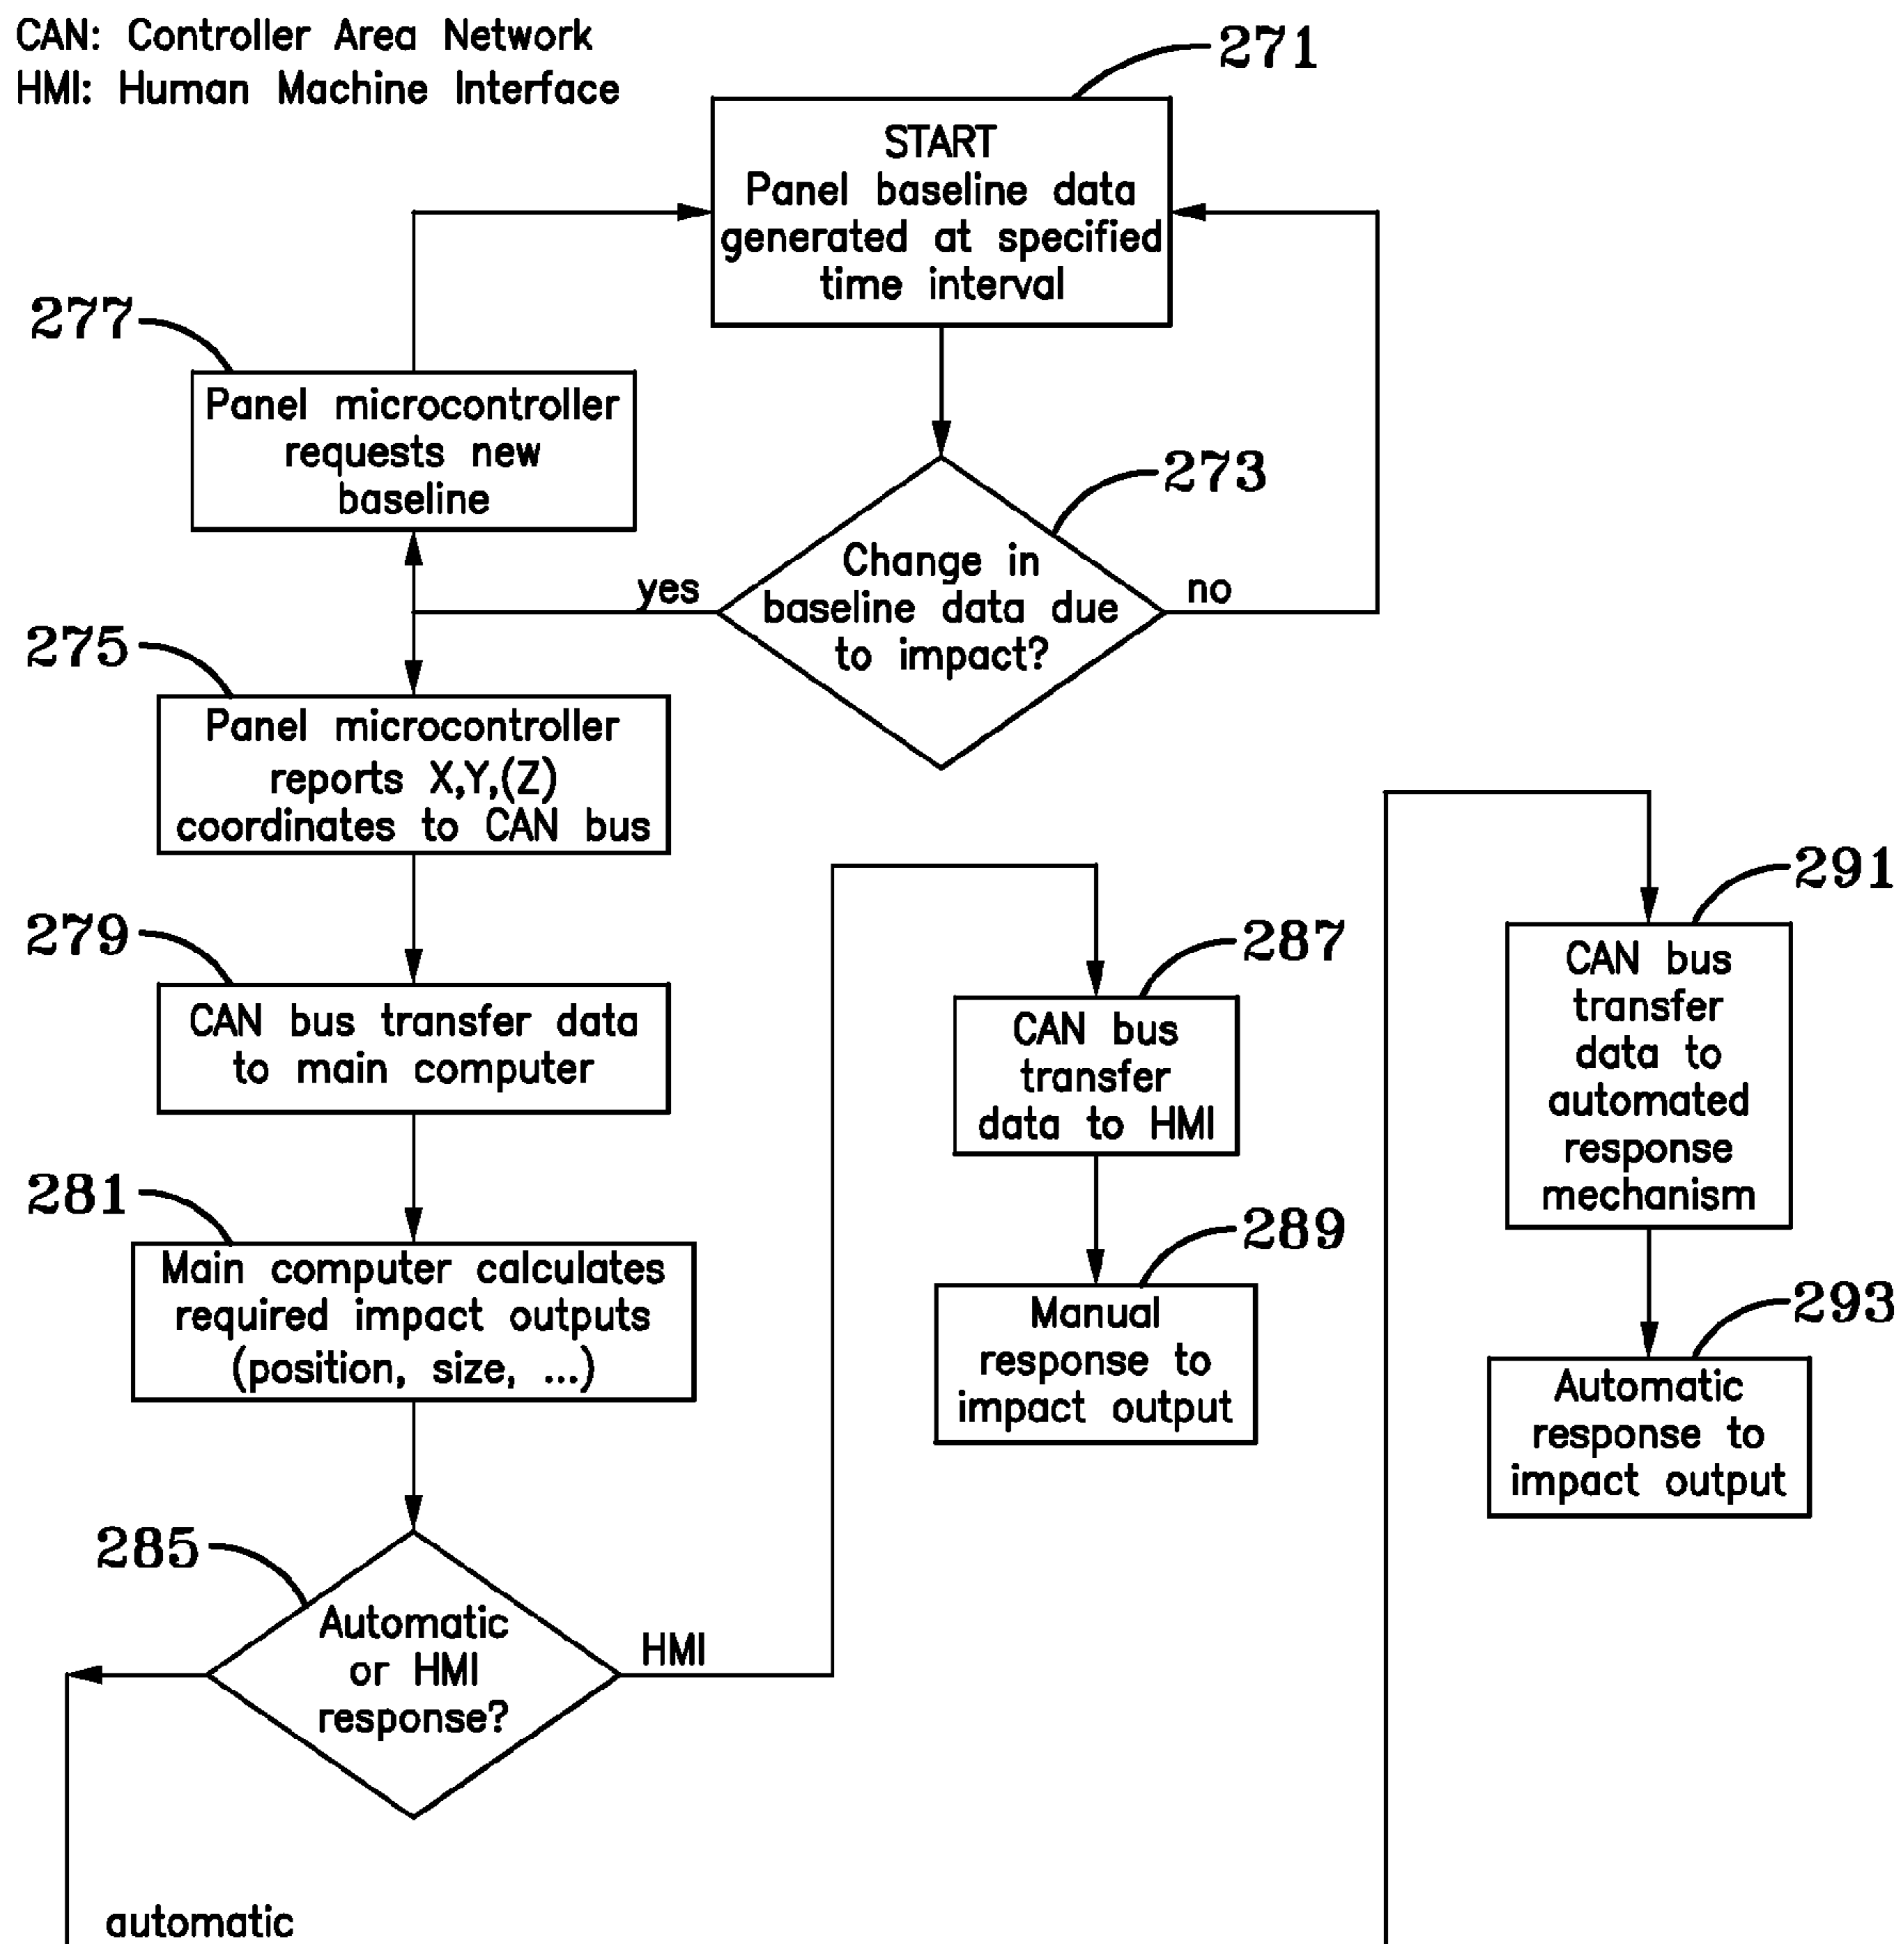 CAN: Controller Area Network
HMI: Human Machine Interface
271
START
Panel baseline data
generated at specified
time interval
277
Panel microcontroller
requests new
baseline
273
Change in
baseline data due
to impact?
yes
no
275
Panel microcontroller
reports X,Y,(Z)
coordinates to CAN bus
279
CAN bus transfer data
to main computer
281
Main computer calculates
required impact outputs
(position, size, ...)
285
Automatic
or HMI
response?
HMI
automatic
287
CAN bus
transfer
data to HMI
289
Manual
response to
impact output
291
CAN bus
transfer
data to
automated
response
mechanism
293
Automatic
response to
impact output